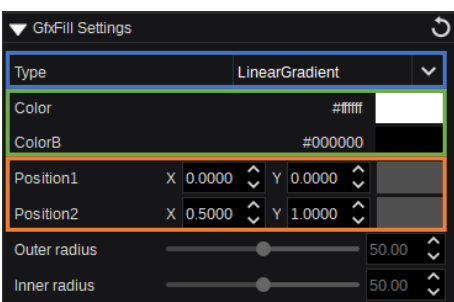 GfxFill Settings
Type LinearGradient
Color #ffffff
ColorB #000000
Position1 X 0.0000 Y 0.0000
Position2 X 0.5000 Y 1.0000
Outer radius 50.00
Inner radius 50.00